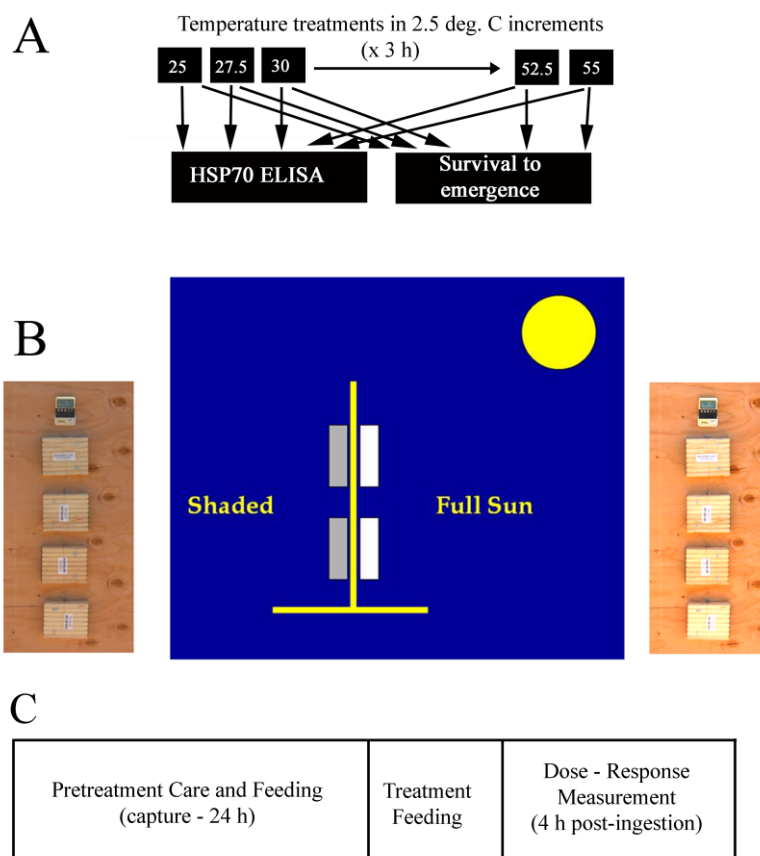 A
Temperature treatments in 2.5 deg. C increments
(x 3 h)
25
27.5
30
52.5
55
HSP70 ELISA
Survival to
emergence
B
Shaded
Full Sun
C
Pretreatment Care and Feeding
(capture - 24 h)
Treatment
Feeding
Dose - Response
Measurement
(4 h post-ingestion)